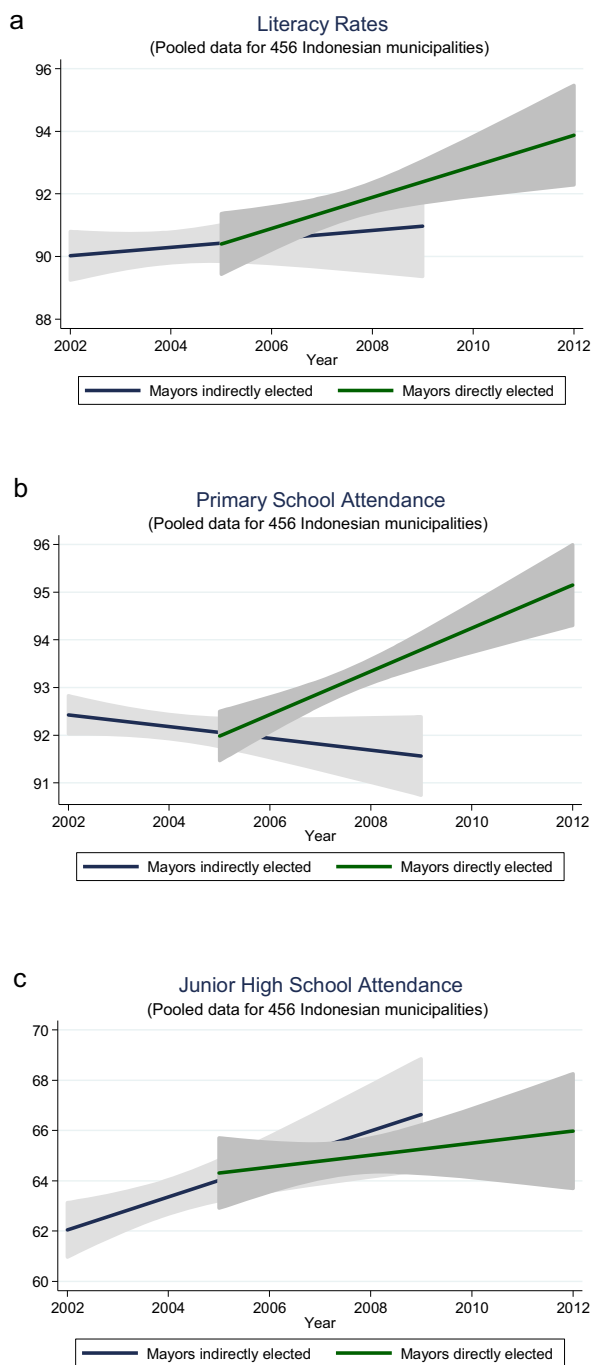 a
Literacy Rates
(Pooled data for 456 Indonesian municipalities)
96
94
92
90
88
2002 2004 2006 2008 2010 2012
Year
Mayors indirectly elected Mayors directly elected
b
Primary School Attendance
(Pooled data for 456 Indonesian municipalities)
96
95
94
93
92
91
2002 2004 2006 2008 2010 2012
Year
Mayors indirectly elected Mayors directly elected
c
Junior High School Attendance
(Pooled data for 456 Indonesian municipalities)
70
68
66
64
62
60
2002 2004 2006 2008 2010 2012
Year
Mayors indirectly elected Mayors directly elected